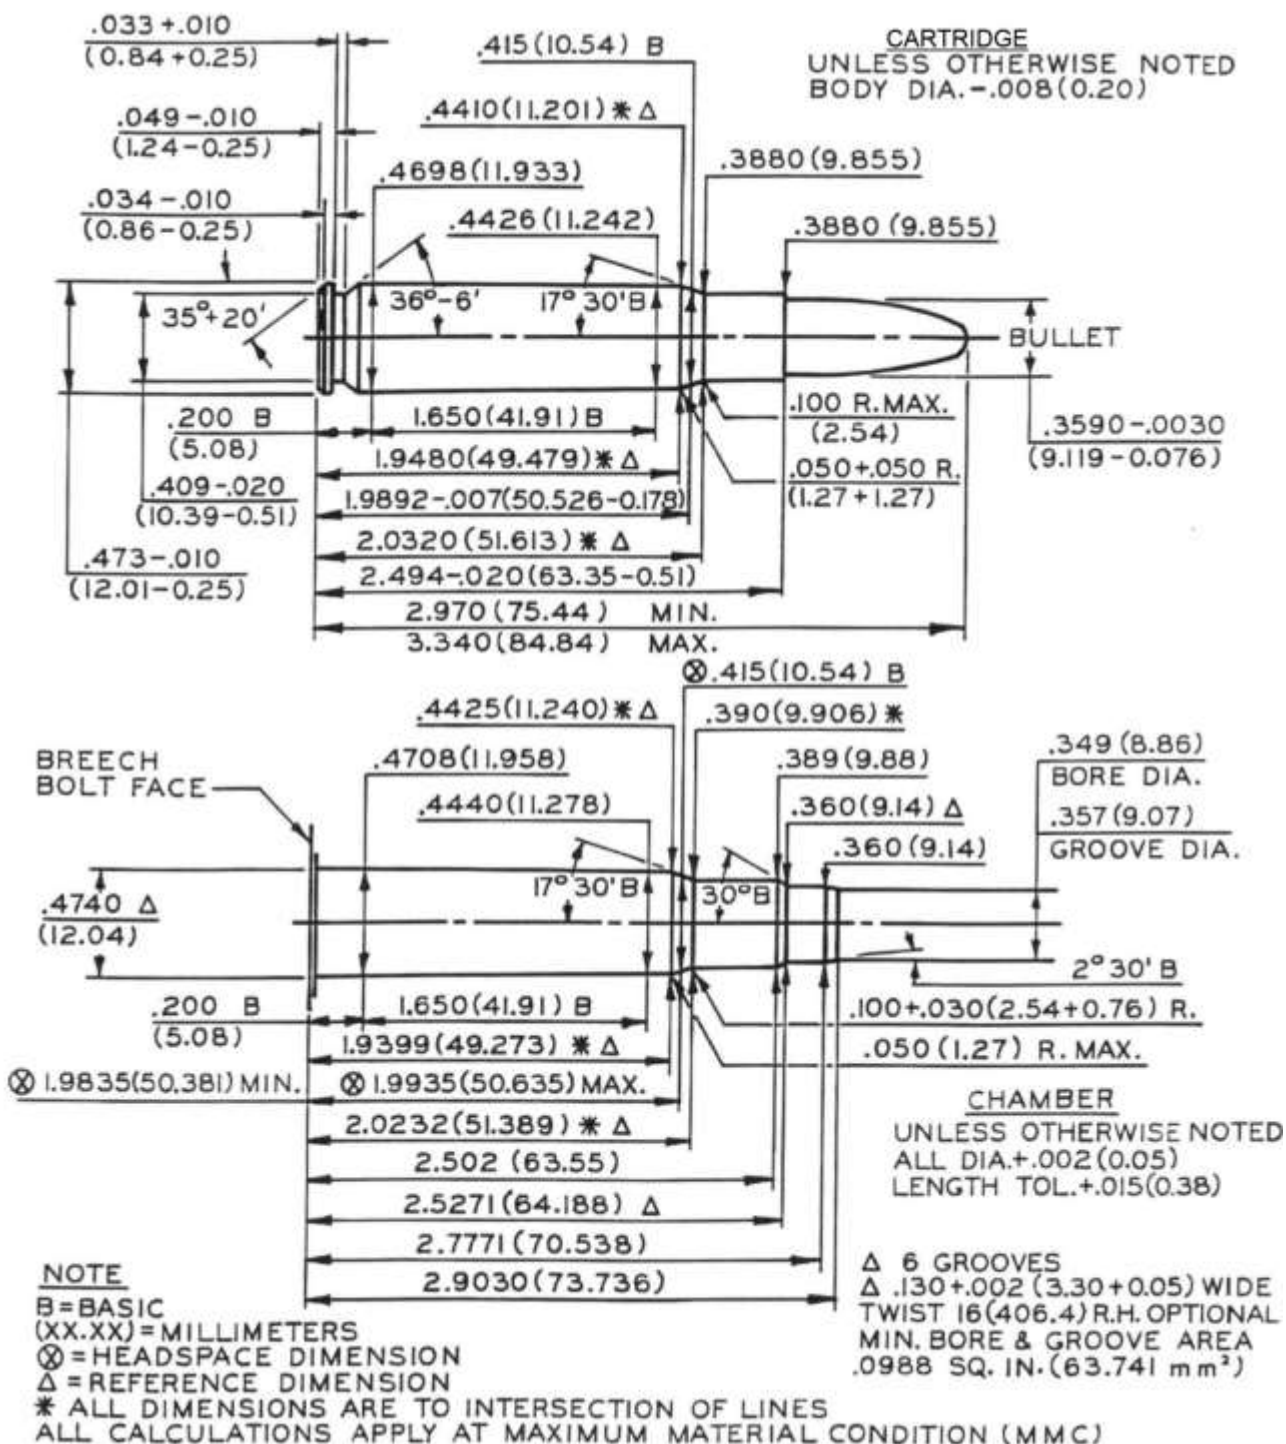 .033+.010
(0.84+0.25)
.415(10.54) B
CARTRIDGE
UNLESS OTHERWISE NOTED
BODY DIA.-.008(0.20)
.049-.010
(1.24-0.25)
.4410(11.201)✱ Δ
.4698(11.933)
.3880(9.855)
.034-.010
(0.86-0.25)
.4426(11.242)
.3880(9.855)
35°+20'
36°-6'
17°30'B
BULLET
.200 B
(5.08)
1.650(41.91) B
.100 R.MAX.
(2.54)
.3590-.0030
(9.119-0.076)
1.9480(49.479)✱ Δ
.050+.050 R.
(1.27+1.27)
.409-.020
(10.39-0.51)
1.9892-.007(50.526-0.178)
2.0320(51.613)✱ Δ
.473-.010
(12.01-0.25)
2.494-.020(63.35-0.51)
2.970(75.44) MIN.
3.340(84.84) MAX.
⊗.415(10.54) B
.4425(11.240)✱ Δ
.390(9.906)✱
BREECH
BOLT FACE
.4708(11.958)
.389(9.88)
.349(8.86)
BORE DIA.
.4440(11.278)
.360(9.14) Δ
.357(9.07)
GROOVE DIA.
.360(9.14)
17°30'B
30°B
.4740 Δ
(12.04)
2°30'B
.200 B
(5.08)
1.650(41.91) B
.100+.030(2.54+0.76) R.
1.9399(49.273) ✱ Δ
.050(1.27) R. MAX.
⊗1.9835(50.381) MIN. ⊗1.9935(50.635) MAX.
2.0232(51.389) ✱ Δ
CHAMBER
UNLESS OTHERWISE NOTED
ALL DIA.+.002(0.05)
LENGTH TOL.+.015(0.38)
2.502 (63.55)
2.5271(64.188) Δ
2.7771(70.538)
2.9030(73.736)
Δ 6 GROOVES
Δ .130+.002(3.30+0.05) WIDE
TWIST 16(406.4)R.H.OPTIONAL
MIN. BORE & GROOVE AREA
.0988 SQ. IN.(63.741 mm²)
NOTE
B=BASIC
(XX.XX)=MILLIMETERS
⊗=HEADSPACE DIMENSION
Δ=REFERENCE DIMENSION
✱ ALL DIMENSIONS ARE TO INTERSECTION OF LINES
ALL CALCULATIONS APPLY AT MAXIMUM MATERIAL CONDITION (MMC)